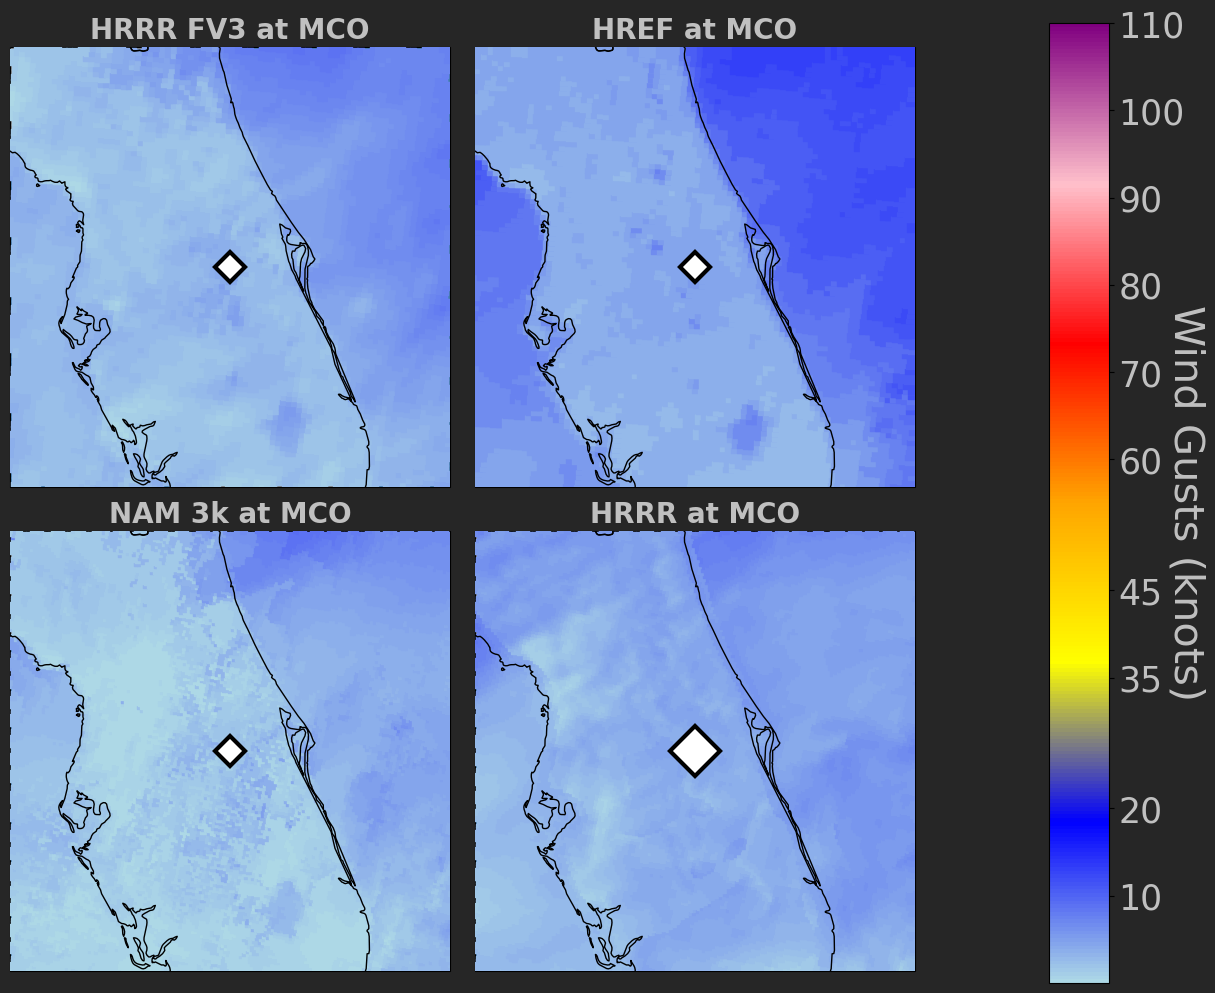 HRRR FV3 at MCO
HREF at MCO
NAM 3k at MCO
HRRR at MCO
110
100
90
80
70
60
45
35
20
10
Wind Gusts (knots)